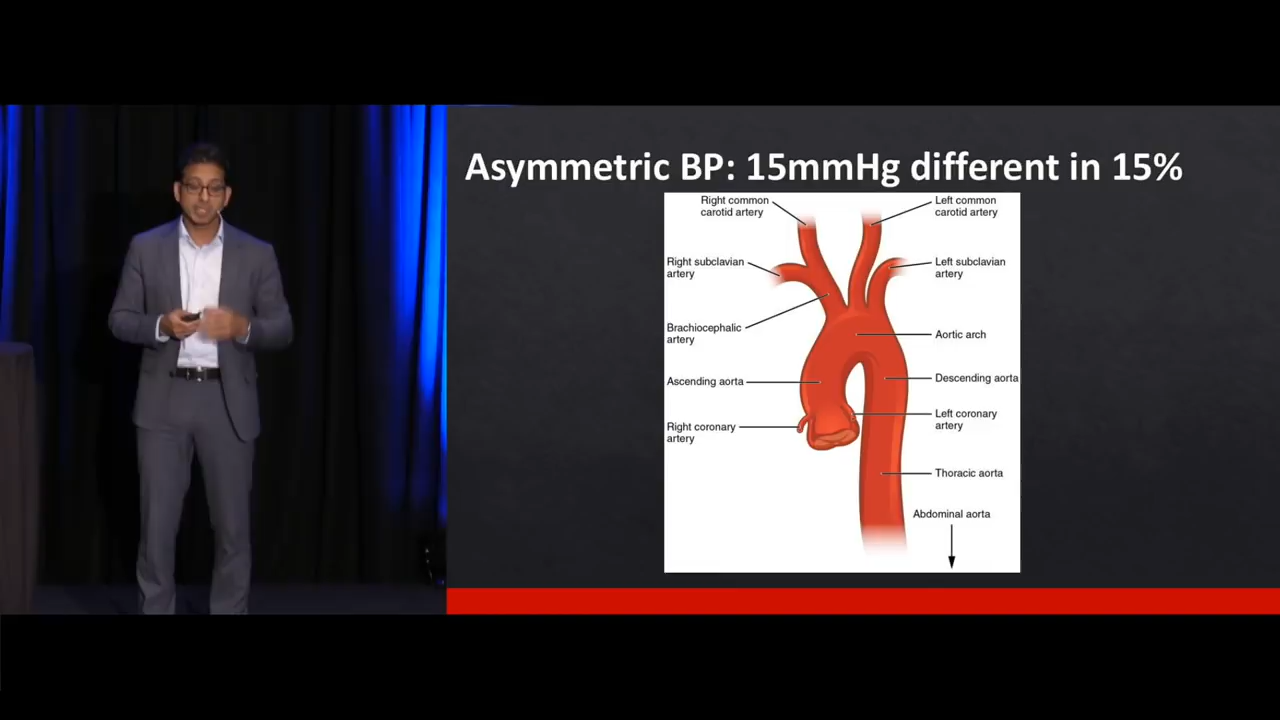 Asymmetric BP: 15mmHg different in 15%
Right common
carotid artery
Left common
carotid artery
Right subclavian
artery
Left subclavian
artery
Brachiocephalic
artery
Aortic arch
Ascending aorta
Descending aorta
Left coronary
artery
Right coronary
artery
Thoracic aorta
Abdominal aorta